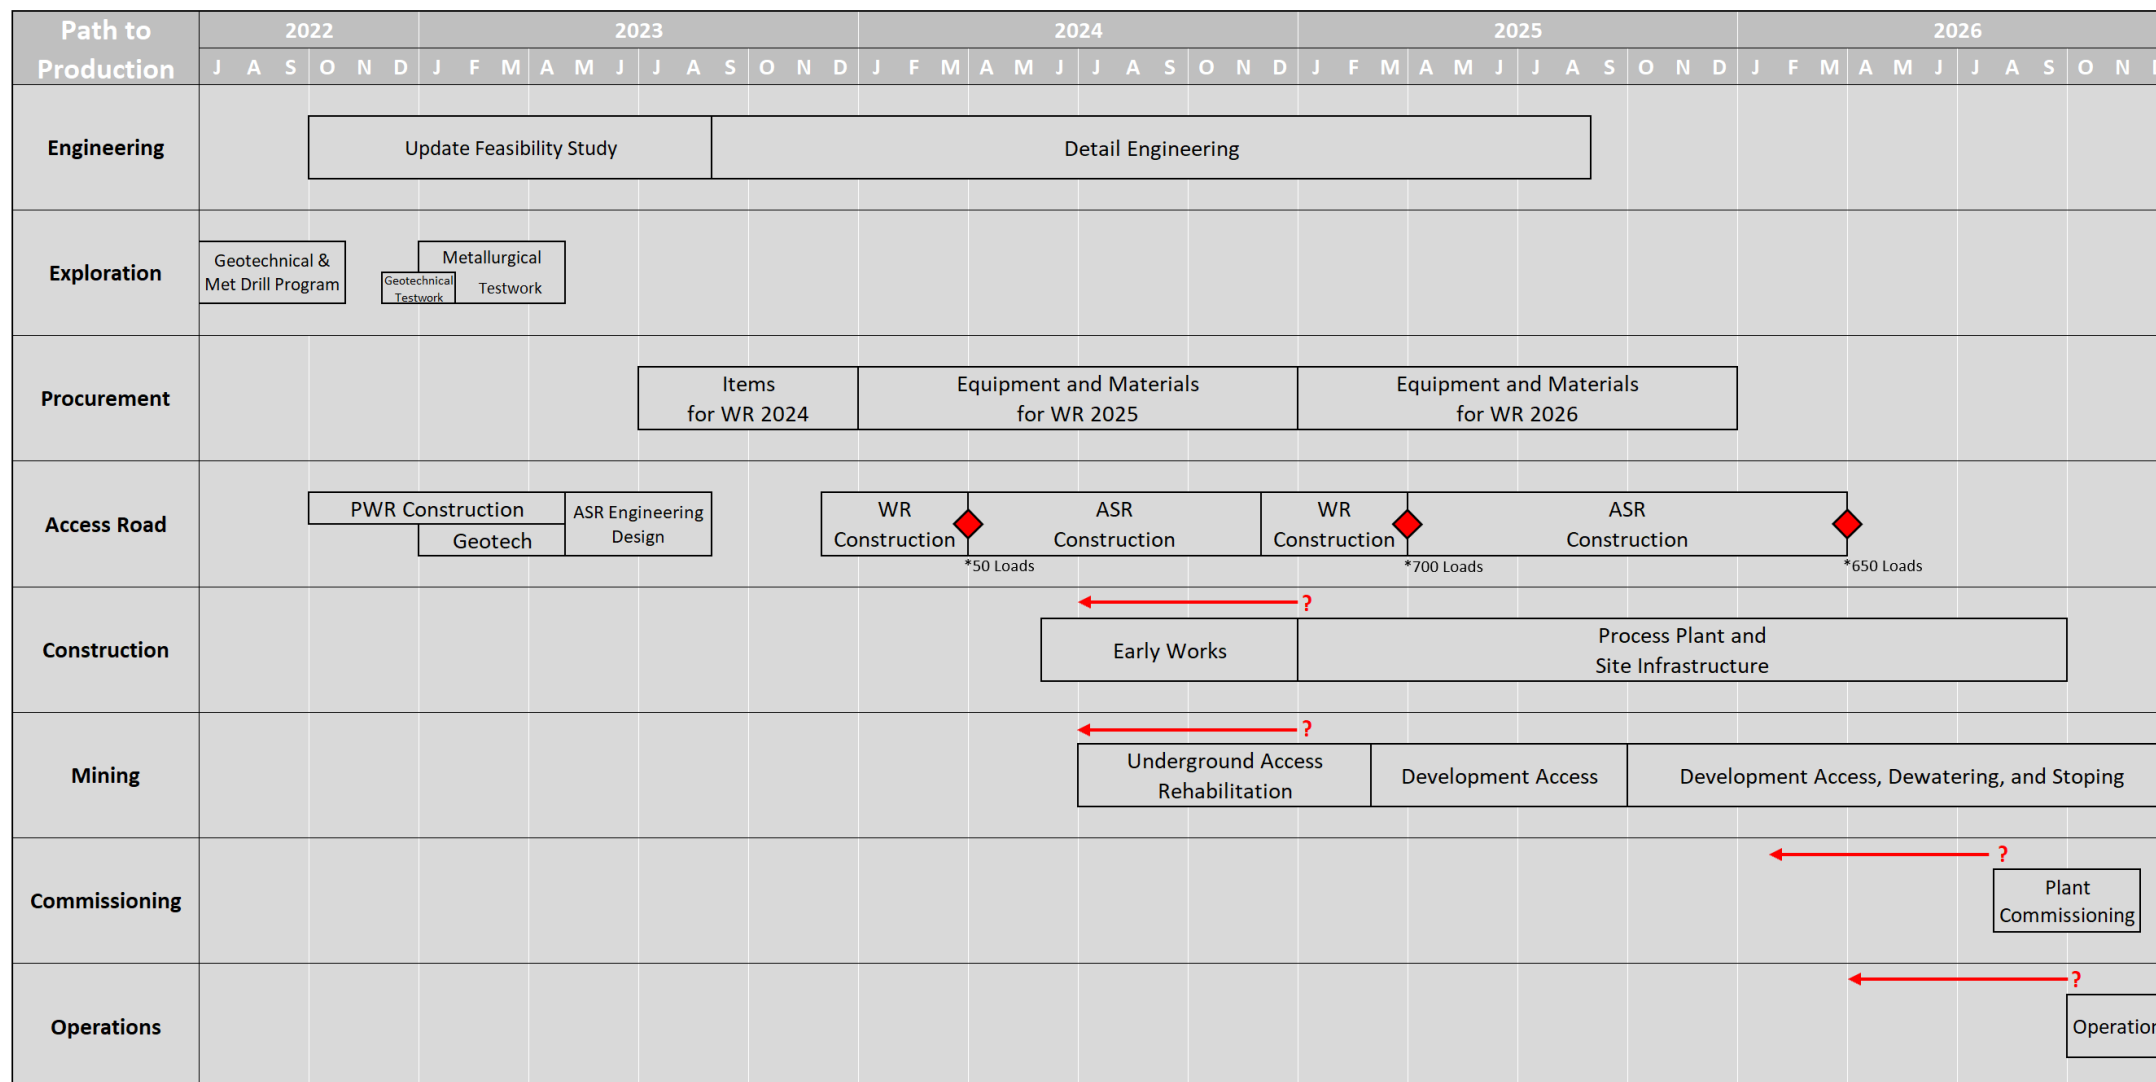 Path to
Production
2022 2023 2024 2025 2026
J A S O N D J F M A M J J A S O N D J F M A M J J A S O N D J F M A M J J A S O N D J F M A M J J A S O N
Engineering
Update Feasibility Study
Detail Engineering
Exploration
Geotechnical &
Met Drill Program
Geotechnical
Testwork
Metallurgical
Testwork
Procurement
Items
for WR 2024
Equipment and Materials
for WR 2025
Equipment and Materials
for WR 2026
Access Road
PWR Construction
Geotech
ASR Engineering
Design
WR
Construction
*50 Loads
ASR
Construction
WR
Construction
*700 Loads
ASR
Construction
*650 Loads
Construction
?
Early Works
Process Plant and
Site Infrastructure
Mining
?
Underground Access
Rehabilitation
Development Access
Development Access, Dewatering, and Stoping
Commissioning
?
Plant
Commissioning
Operations
?
Operation